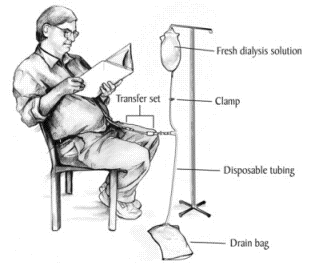 Fresh dialysis solution
Transfer set
Clamp
Disposable tubing
Drain bag